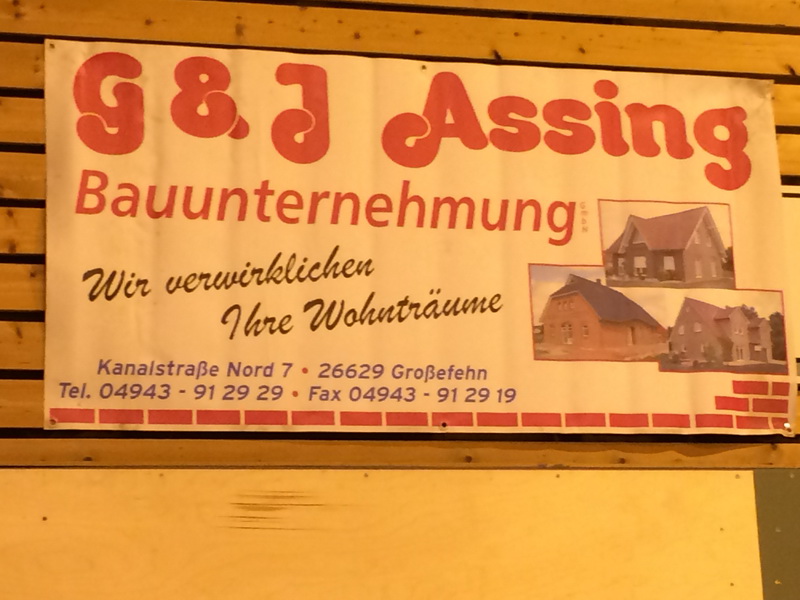 G & J Assing
Bauunternehmung GmbH
Wir verwirklichen
Ihre Wohnträume
Kanalstraße Nord 7 • 26629 Großefehn
Tel. 04943 - 91 29 29 • Fax 04943 - 91 29 19